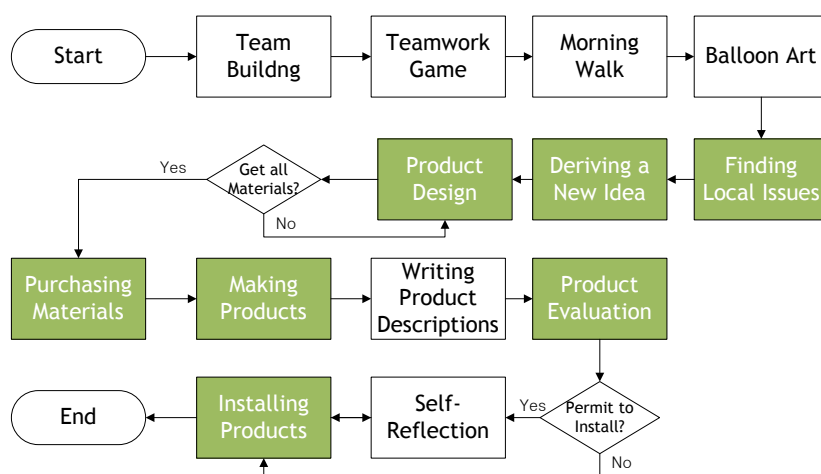 Start
Team
Buildng
Teamwork
Game
Morning
Walk
Balloon Art
Yes
Get all
Materials?
No
Product
Design
Deriving a
New Idea
Finding
Local Issues
Purchasing
Materials
Making
Products
Writing
Product
Descriptions
Product
Evaluation
End
Installing
Products
Self-
Reflection
Yes
Permit to
Install?
No